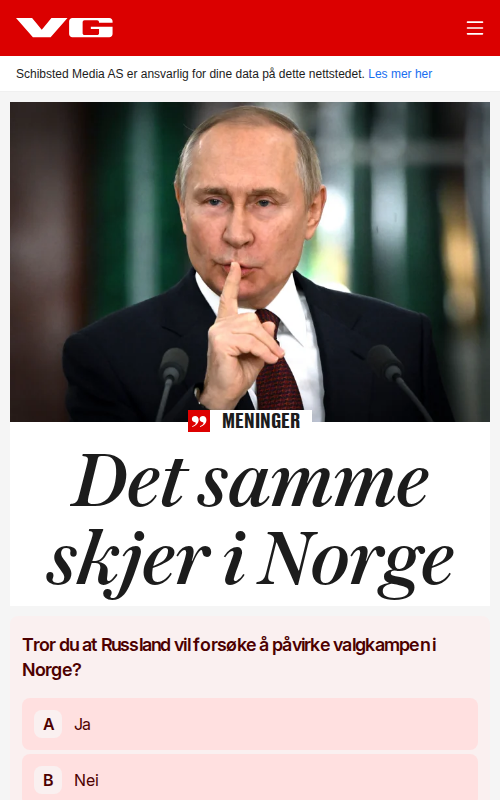 VG
Schibsted Media AS er ansvarlig for dine data på dette nettstedet. Les mer her
MENINGER
Det samme
skjer i Norge
Tror du at Russland vil forsøke å påvirke valgkampen i
Norge?
A Ja
B Nei